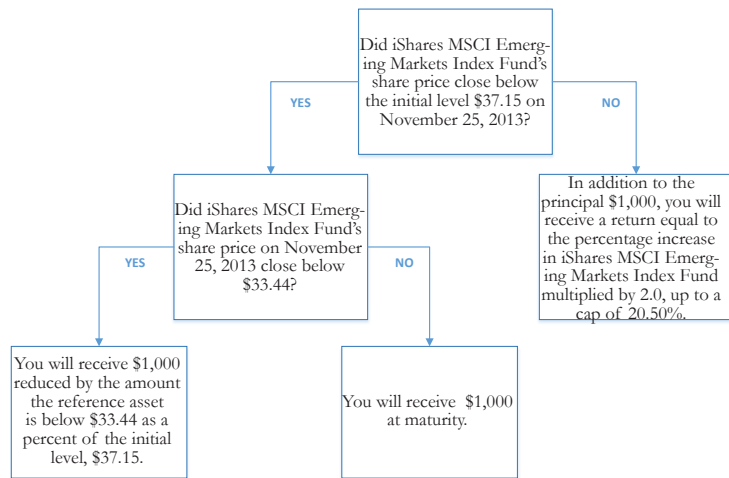 Did iShares MSCI Emerg-
ing Markets Index Fund's
share price close below
the initial level $37.15 on
November 25, 2013?
YES
NO
Did iShares MSCI Emerg-
ing Markets Index Fund's
share price on November
25, 2013 close below
$33.44?
In addition to the
principal $1,000, you will
receive a return equal to
the percentage increase
in iShares MSCI Emerg-
ing Markets Index Fund
multiplied by 2.0, up to a
cap of 20.50%.
YES
NO
You will receive $1,000
reduced by the amount
the reference asset
is below $33.44 as a
percent of the initial
level, $37.15.
You will receive $1,000
at maturity.